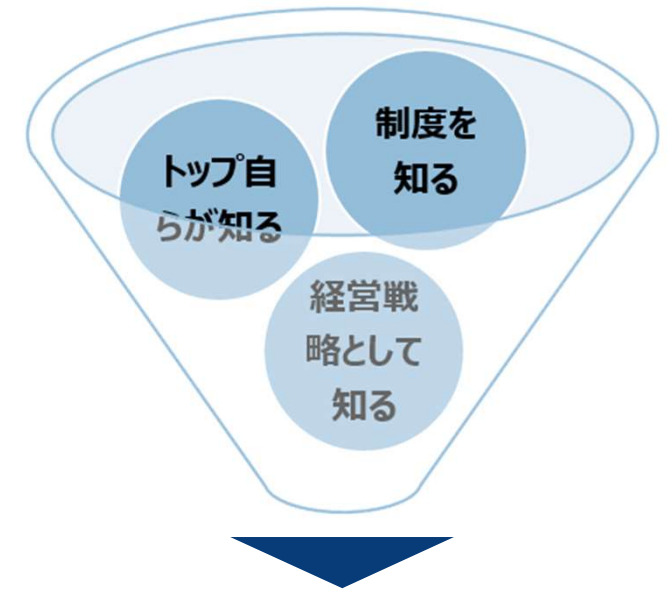 トップ自
らが知る
制度を
知る
経営戦
略として
知る